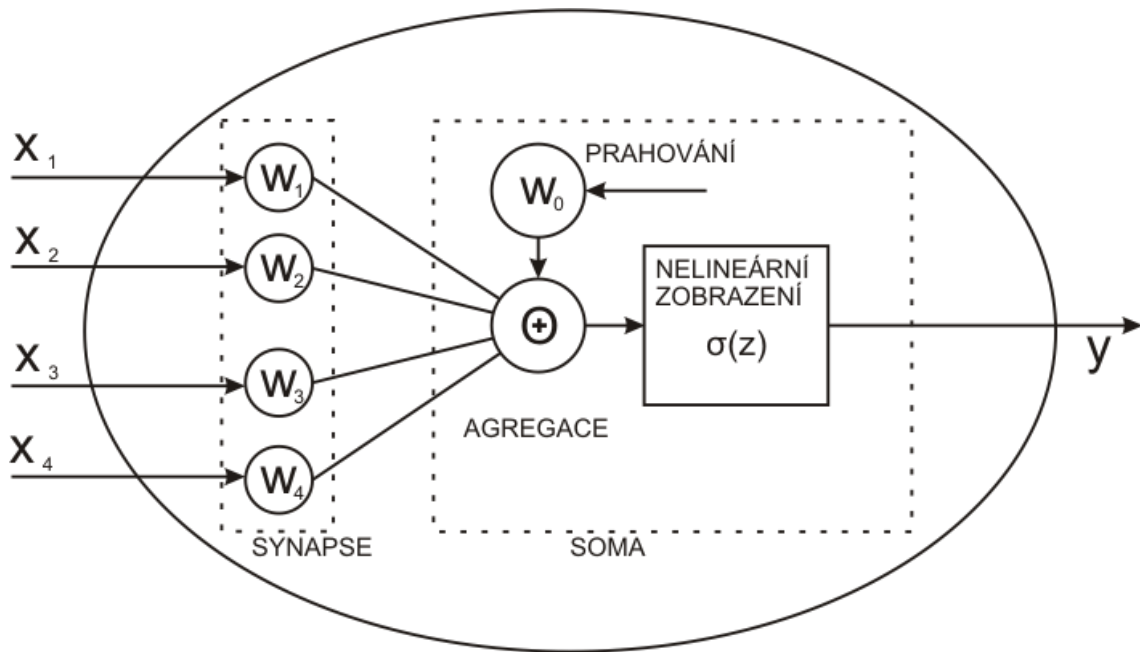 x₁
x₂
x₃
x₄
W₁
W₂
W₃
W₄
SYNAPSE
W₀
PRAHOVÁNÍ
+
AGREGACE
NELINEÁRNÍ
ZOBRAZENÍ
σ(z)
SOMA
y